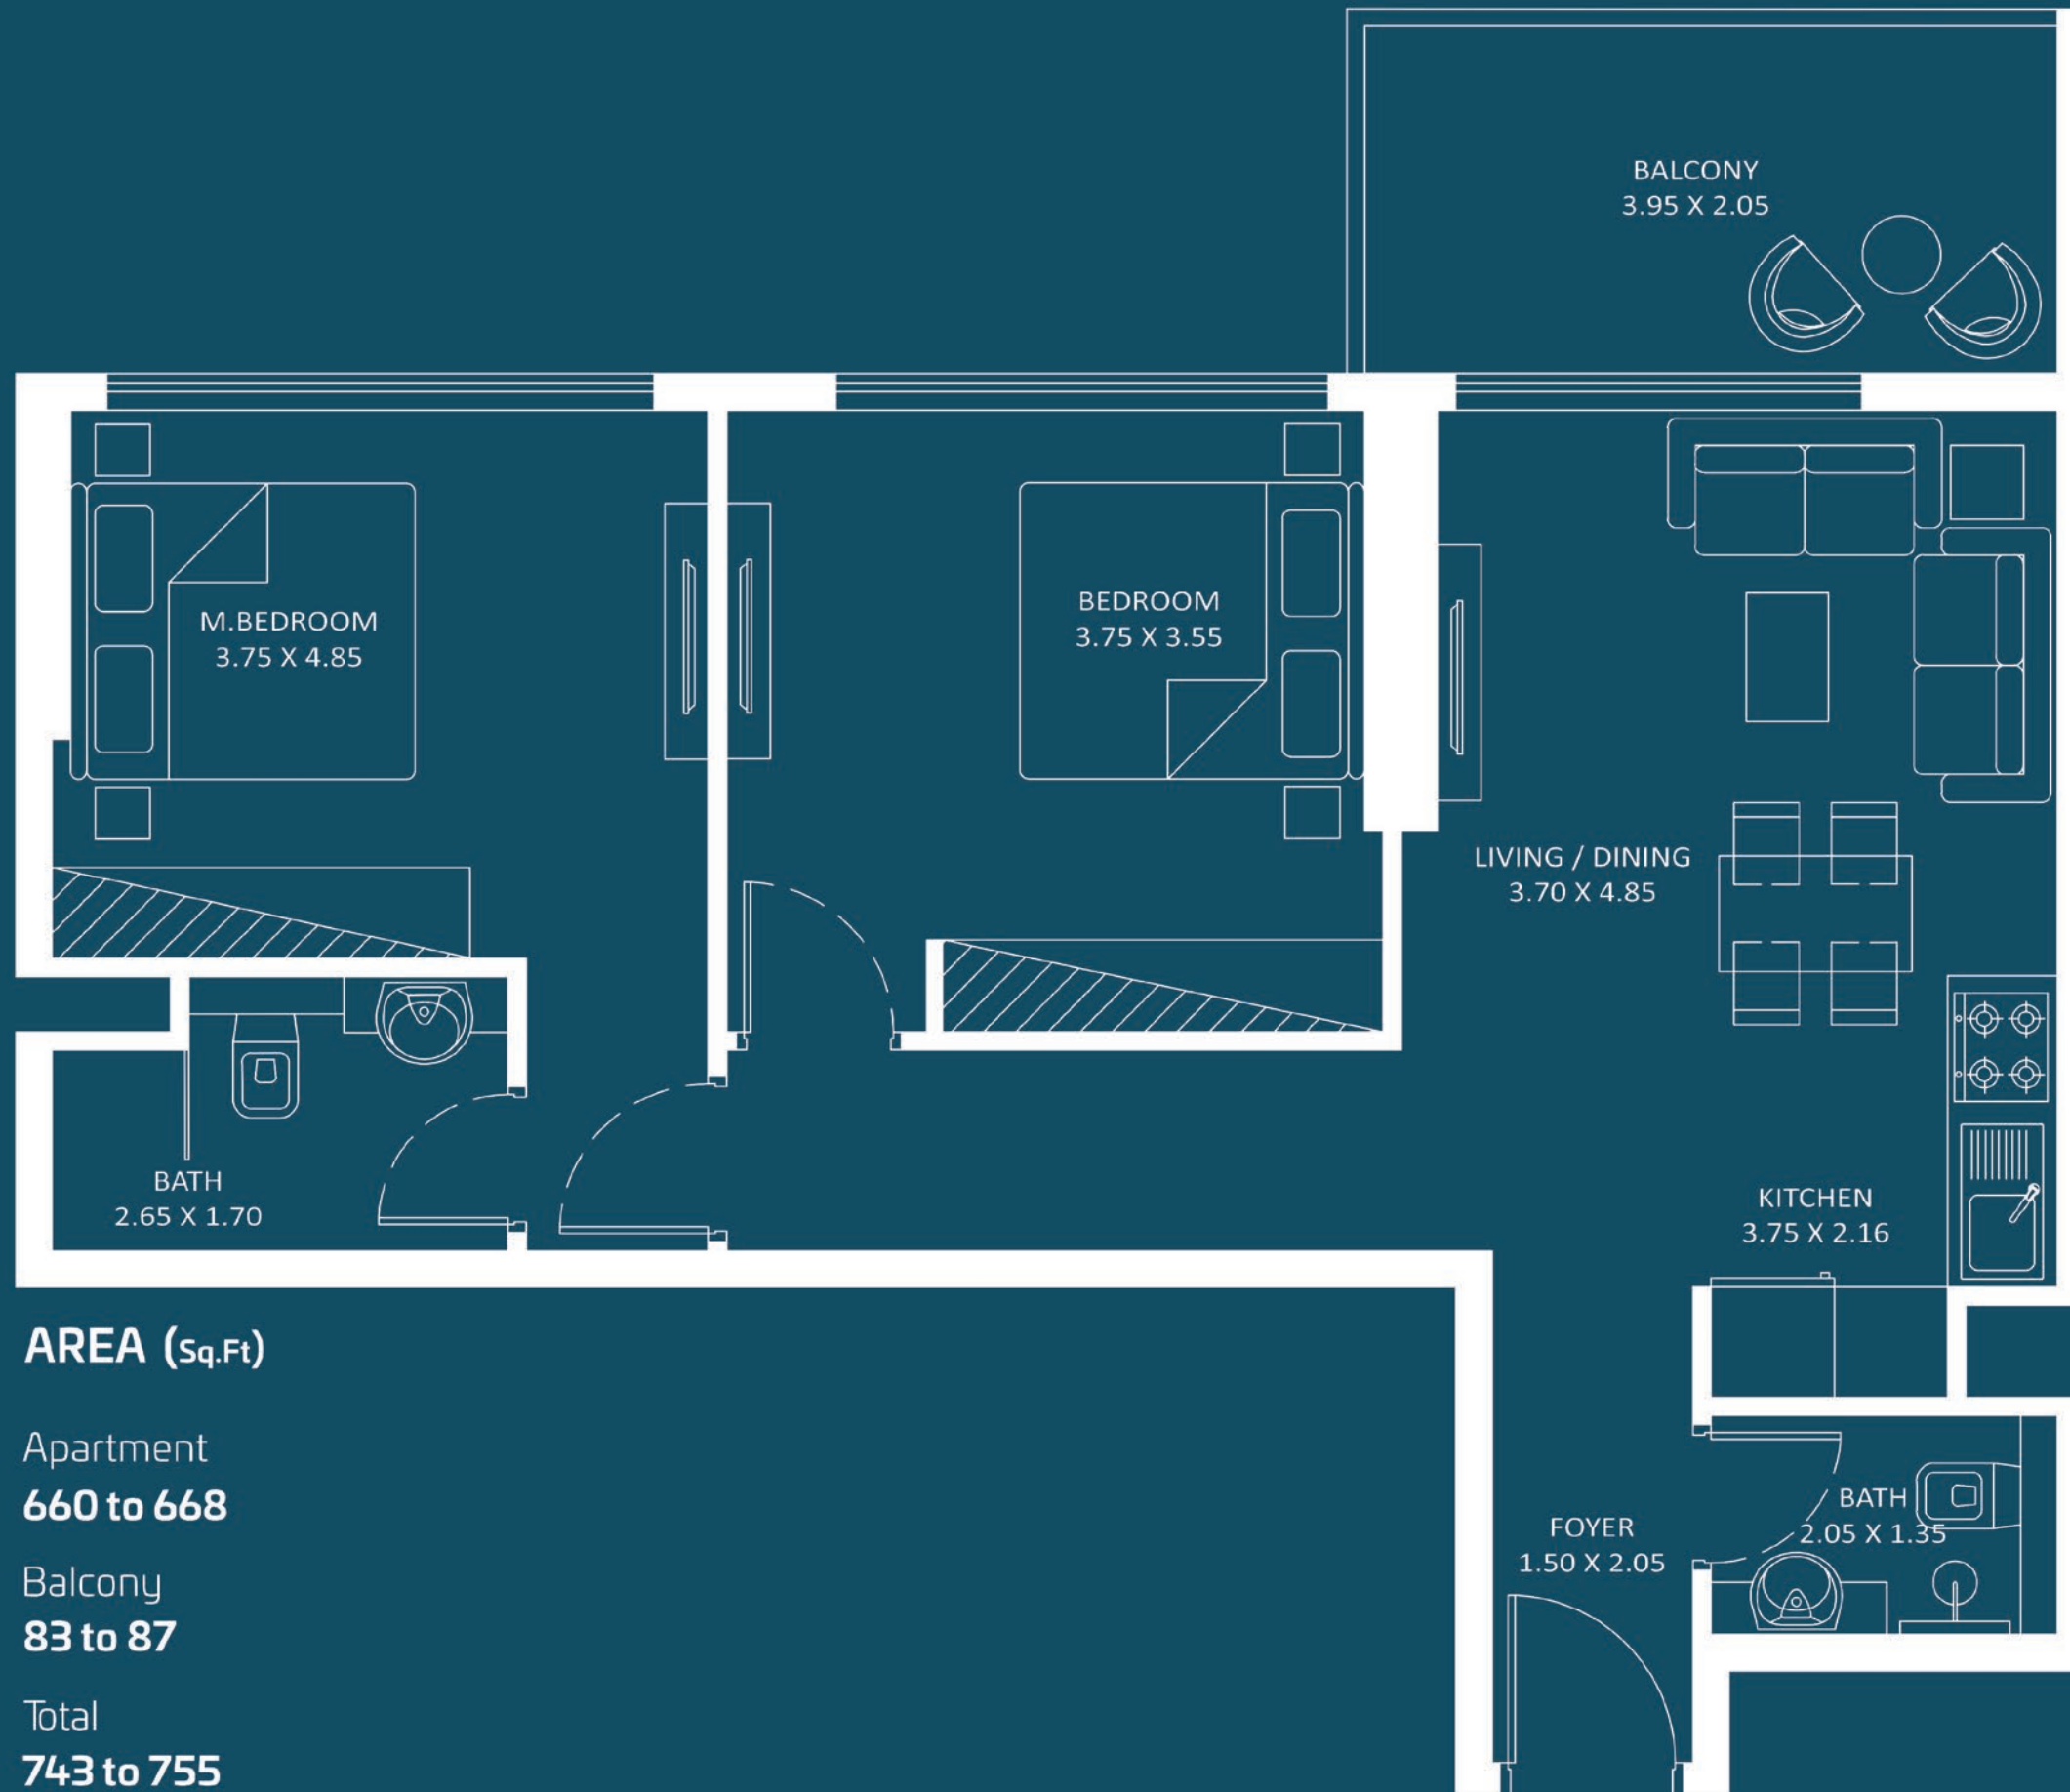 BALCONY
3.95 X 2.05
M.BEDROOM
3.75 X 4.85
BEDROOM
3.75 X 3.55
LIVING / DINING
3.70 X 4.85
BATH
2.65 X 1.70
KITCHEN
3.75 X 2.16
FOYER
1.50 X 2.05
BATH
2.05 X 1.35
AREA (Sq.Ft)
Apartment
660 to 668
Balcony
83 to 87
Total
743 to 755